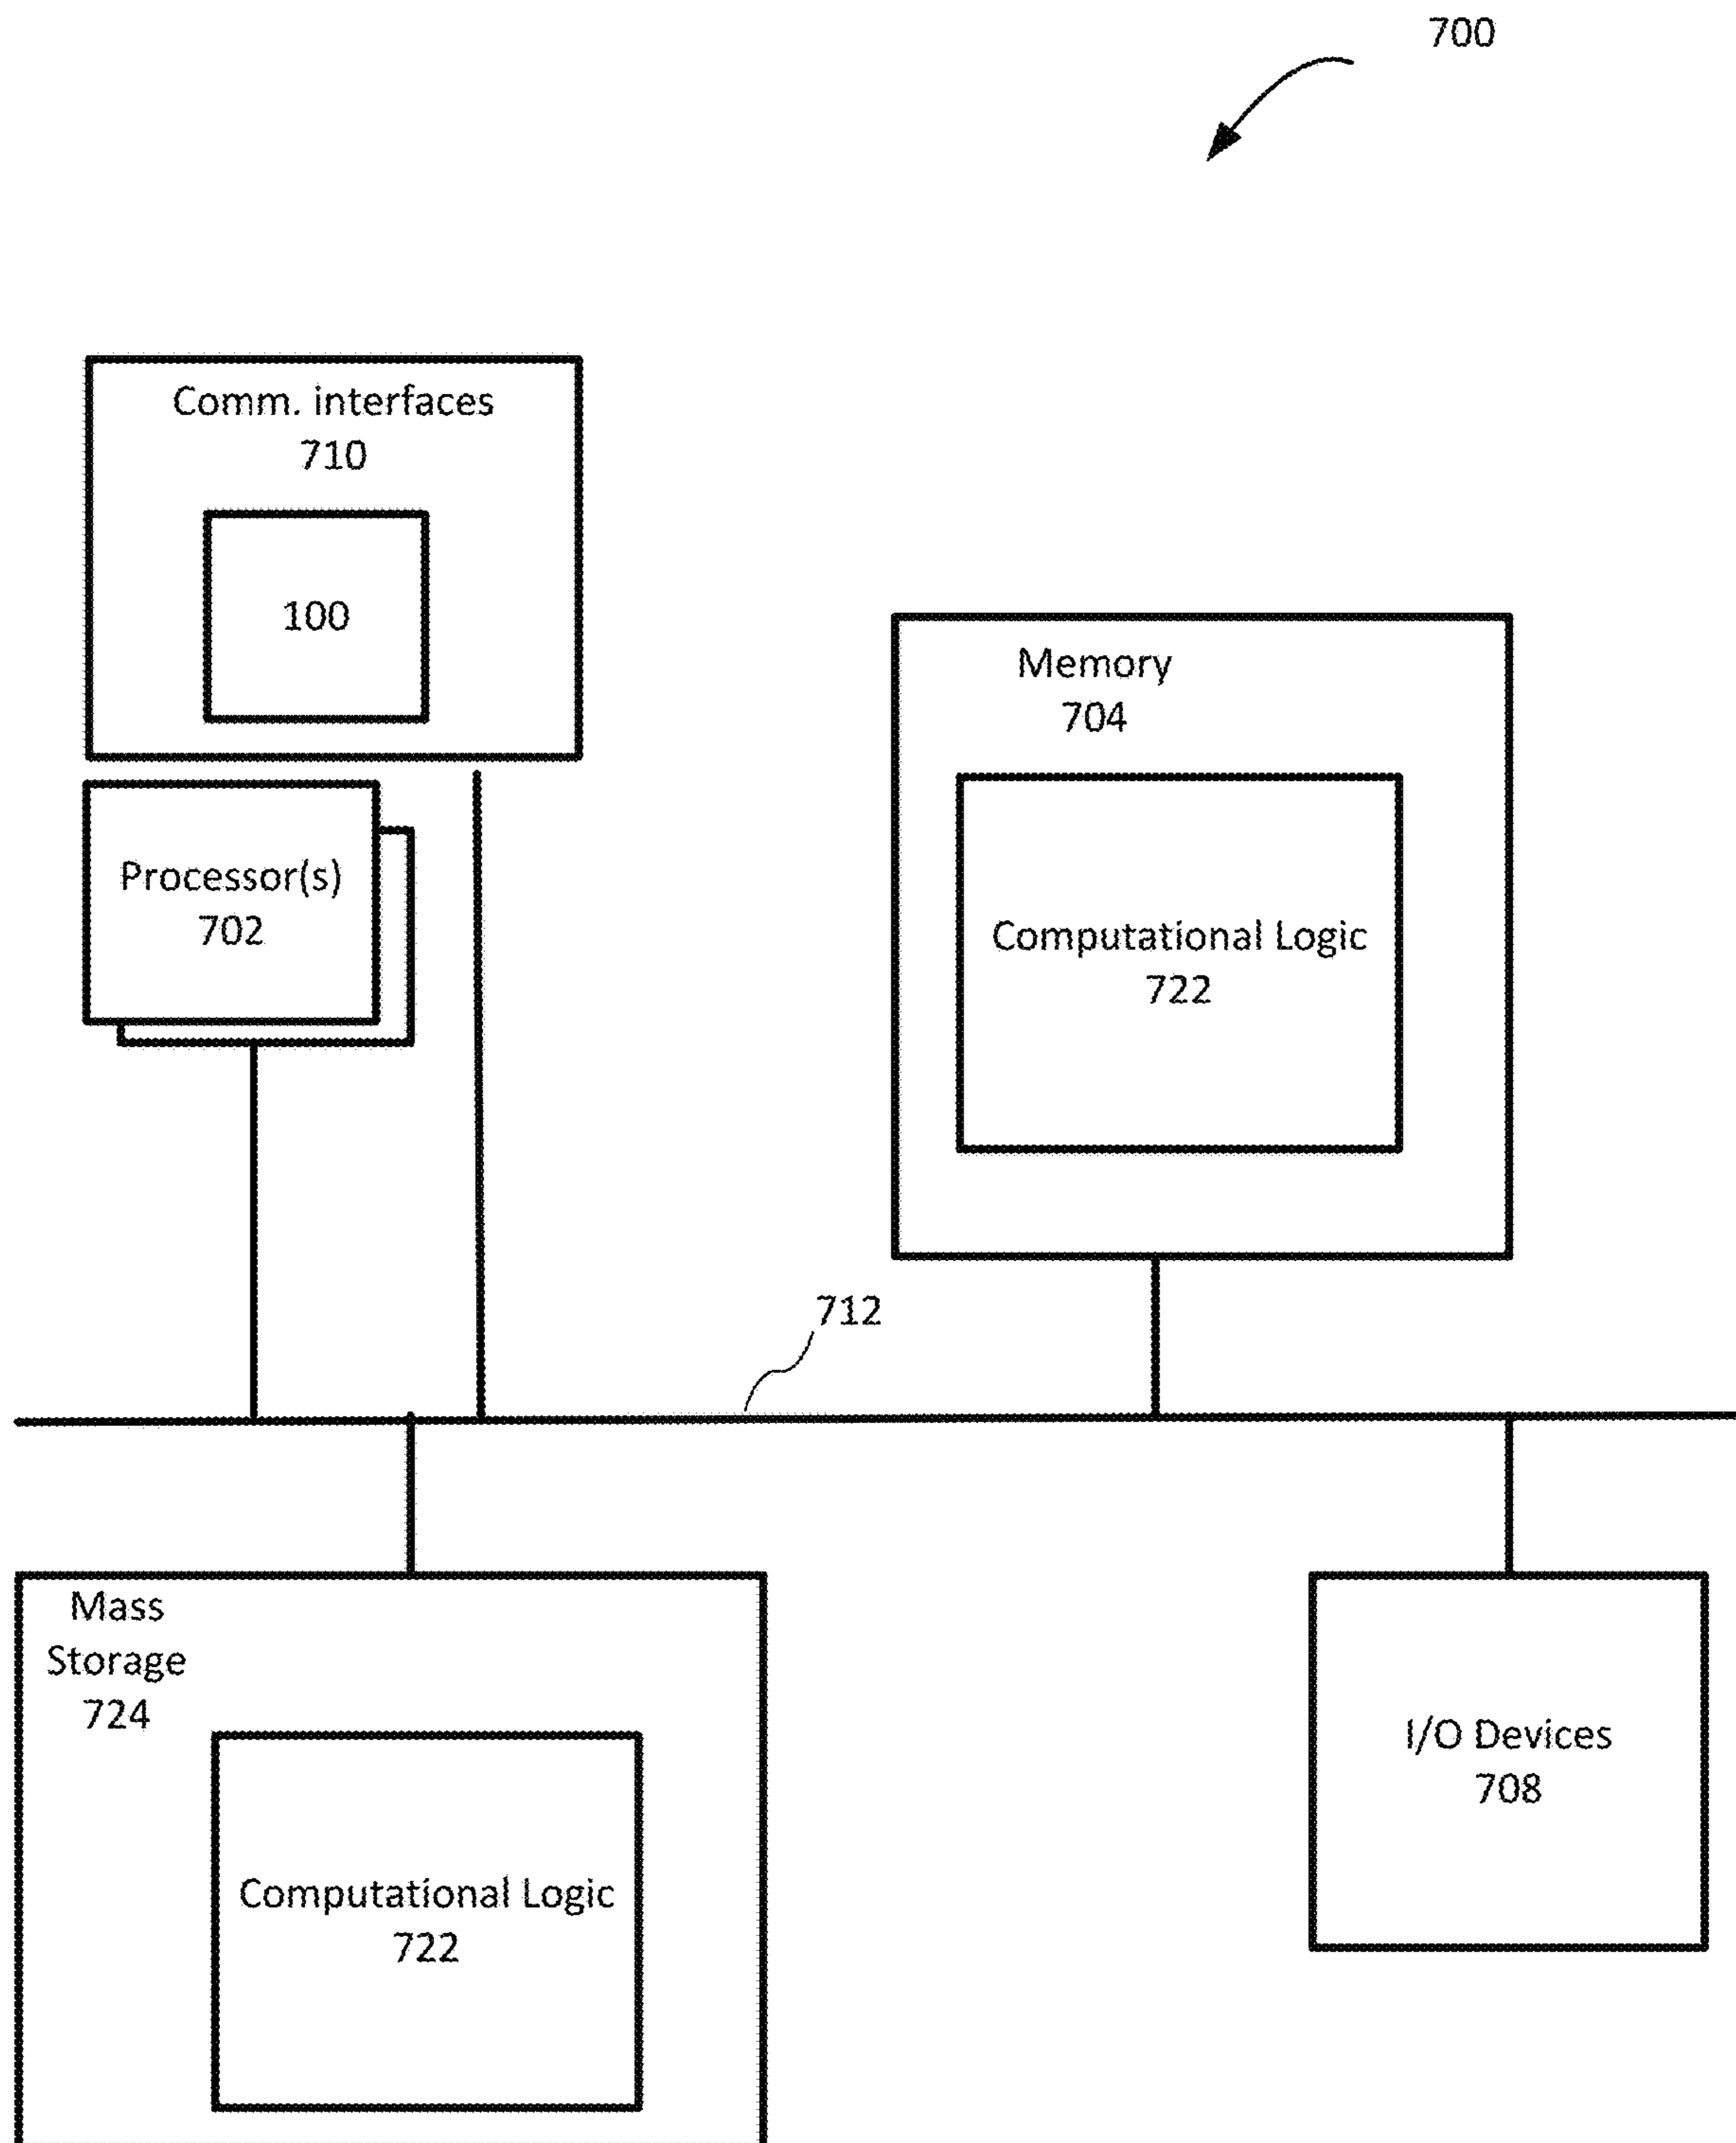 700
Comm. interfaces
710
100
Memory
704
Processor(s)
702
Computational Logic
722
712
Mass
Storage
724
I/O Devices
708
Computational Logic
722